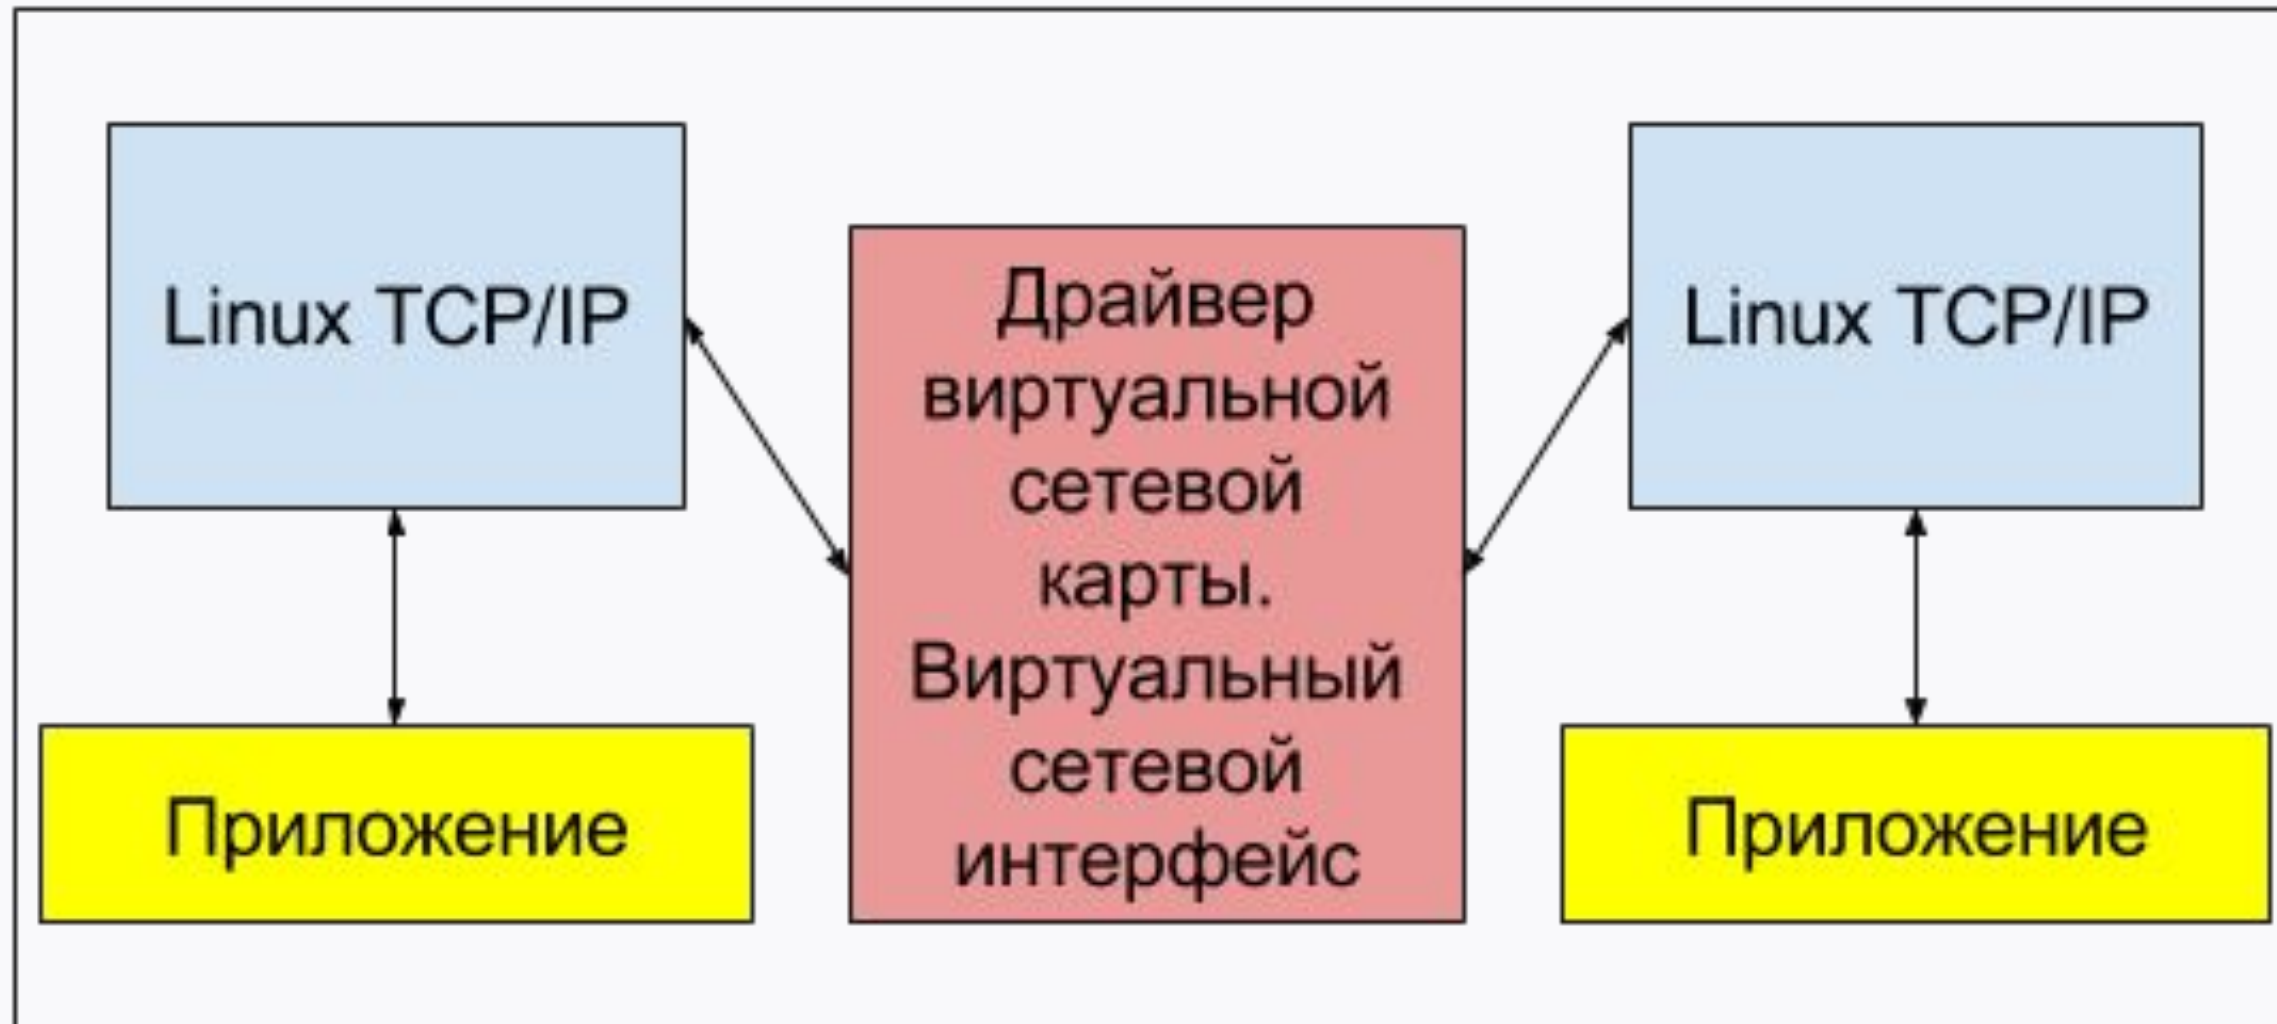 Linux TCP/IP
Драйвер
виртуальной
сетевой
карты.
Виртуальный
сетевой
интерфейс
Linux TCP/IP
Приложение
Приложение